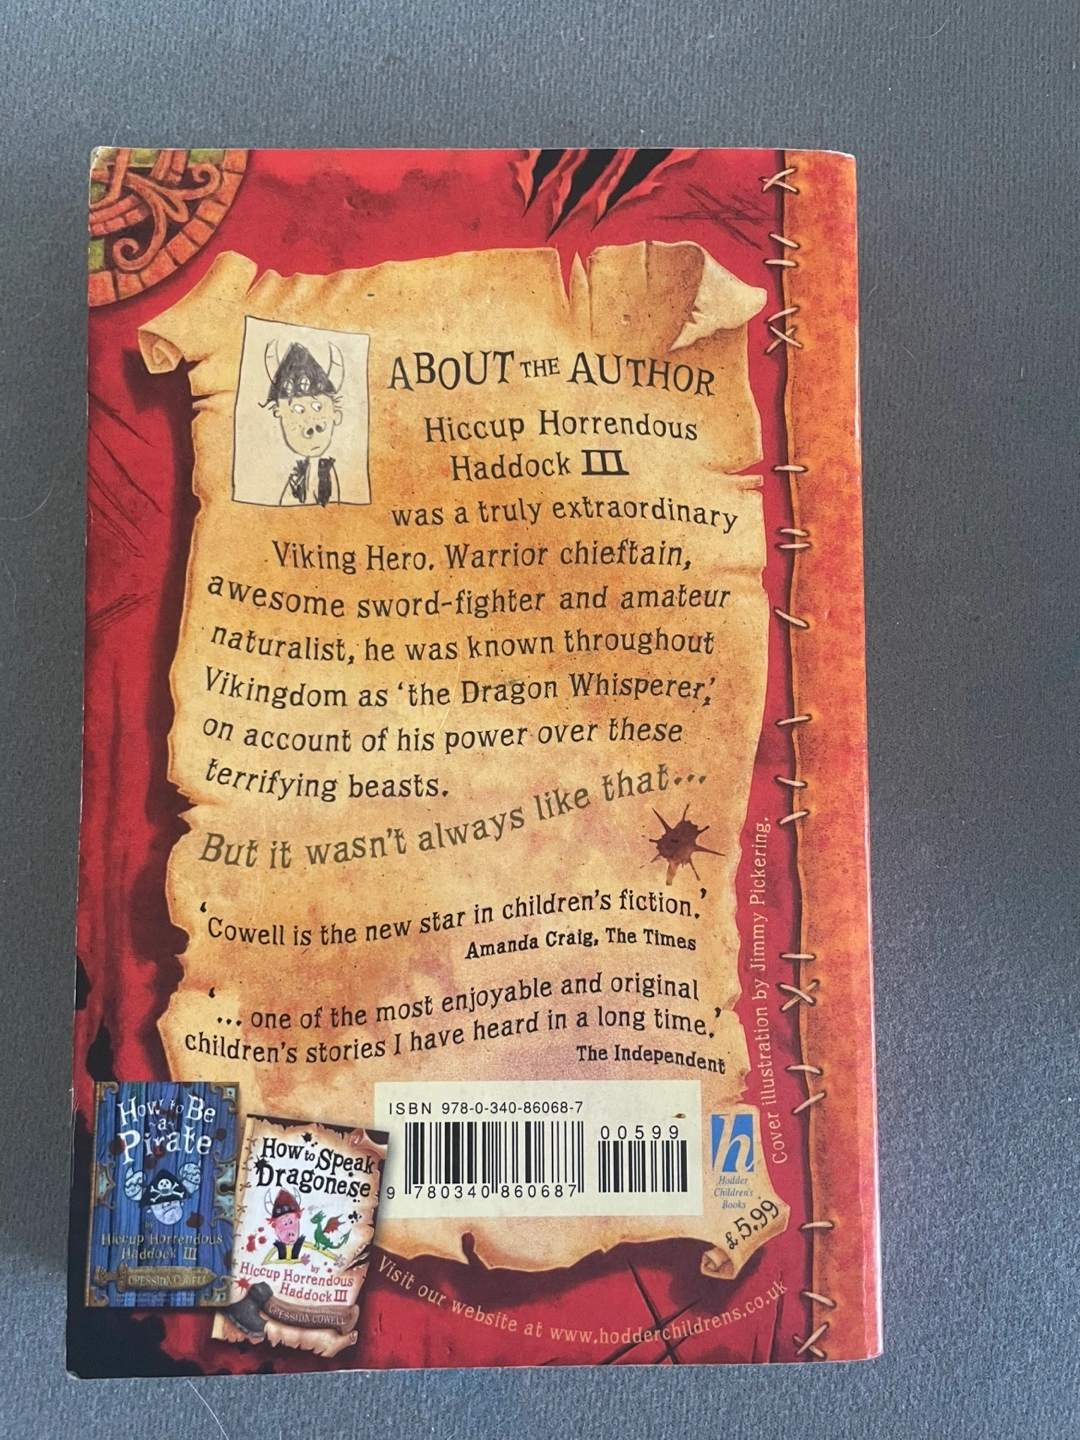 ABOUT THE AUTHOR
Hiccup Horrendous
Haddock III
was a truly extraordinary
Viking Hero. Warrior chieftain,
awesome sword-fighter and amateur
naturalist, he was known throughout
Vikingdom as ‘the Dragon Whisperer,’
on account of his power over these
terrifying beasts.
But it wasn't always like that...
‘Cowell is the new star in children's fiction.’
Amanda Craig, The Times
‘... one of the most enjoyable and original
children's stories I have heard in a long time.’
The Independent
Cover illustration by Jimmy Pickering.
ISBN 978-0-340-86068-7
00599
9 780340 860687
h
Hodder
Children's
Books
£5.99
How to Be
-a-
Pirate
by
Hiccup Horrendous
Haddock III
CRESSIDA COWELL
How to Speak
Dragonese
by
Hiccup Horrendous
Haddock III
CRESSIDA COWELL
Visit our website at www.hodderchildrens.co.uk